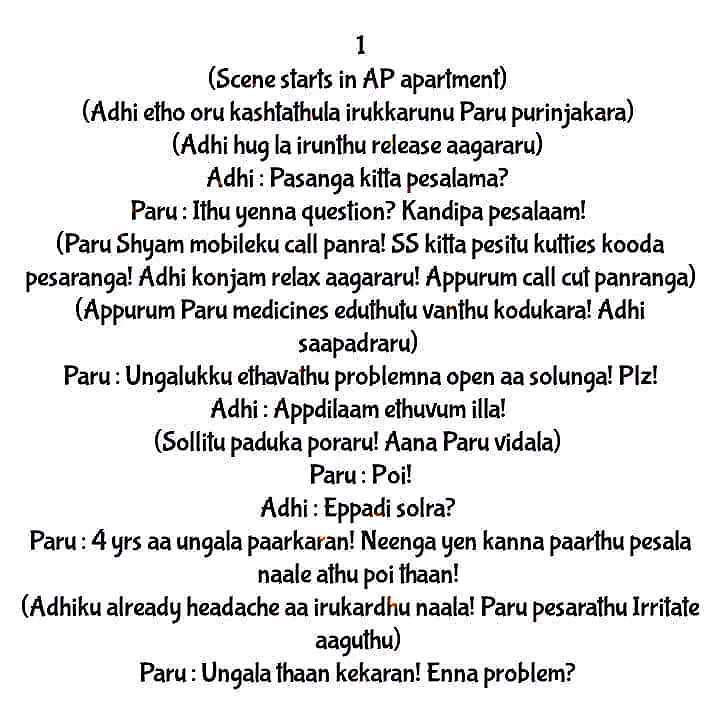 1
(Scene starts in AP apartment)
(Adhi etho oru kashtathula irukkarunu Paru purinjakara)
(Adhi hug la irunthu release aagararu)
Adhi : Pasanga kitta pesalama?
Paru : Ithu yenna question? Kandipa pesalaam!
(Paru Shyam mobileku call panra! SS kitta pesitu kutties kooda
pesaranga! Adhi konjam relax aagararu! Appurum call cut panranga)
(Appurum Paru medicines eduthutu vanthu kodukara! Adhi
saapadraru)
Paru : Ungalukku ethavathu problemna open aa solunga! Plz!
Adhi : Appdilaam ethuvum illa!
(Sollitu paduka poraru! Aana Paru vidala)
Paru : Poi!
Adhi : Eppadi solra?
Paru : 4 yrs aa ungala paarkaran! Neenga yen kanna paarthu pesala
naale athu poi thaan!
(Adhiku already headache aa irukardhu naala! Paru pesarathu Irritate
aaguthu)
Paru : Ungala thaan kekaran! Enna problem?